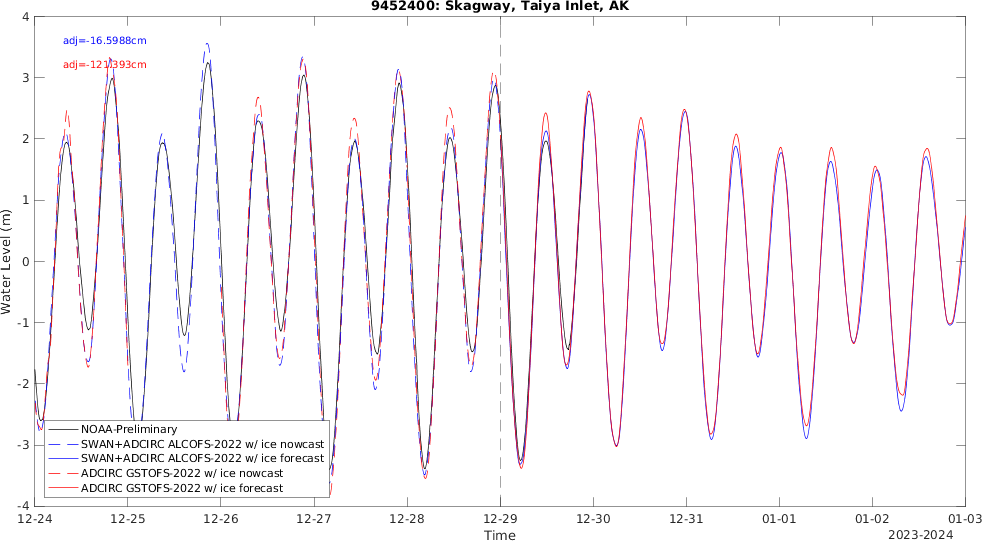 9452400: Skagway, Taiya Inlet, AK
adj=-16.5988cm
adj=-121.393cm
4
3
2
1
0
-1
-2
-3
-4
Water Level (m)
NOAA-Preliminary
SWAN+ADCIRC ALCOFS-2022 w/ ice nowcast
SWAN+ADCIRC ALCOFS-2022 w/ ice forecast
ADCIRC GSTOFS-2022 w/ ice nowcast
ADCIRC GSTOFS-2022 w/ ice forecast
12-24 12-25 12-26 12-27 12-28 12-29 12-30 12-31 01-01 01-02 01-03
Time
2023-2024